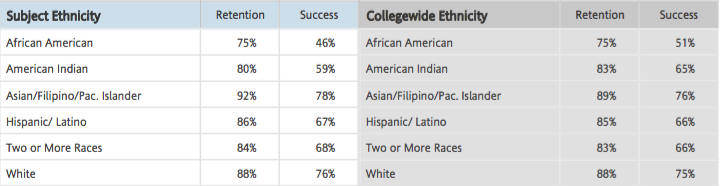 Subject Ethnicity Retention Success Collegewide Ethnicity Retention Success
African American 75% 46% African American 75% 51%
American Indian 80% 59% American Indian 83% 65%
Asian/Filipino/Pac. Islander 92% 78% Asian/Filipino/Pac. Islander 89% 76%
Hispanic/ Latino 86% 67% Hispanic/ Latino 85% 66%
Two or More Races 84% 68% Two or More Races 83% 66%
White 88% 76% White 88% 75%